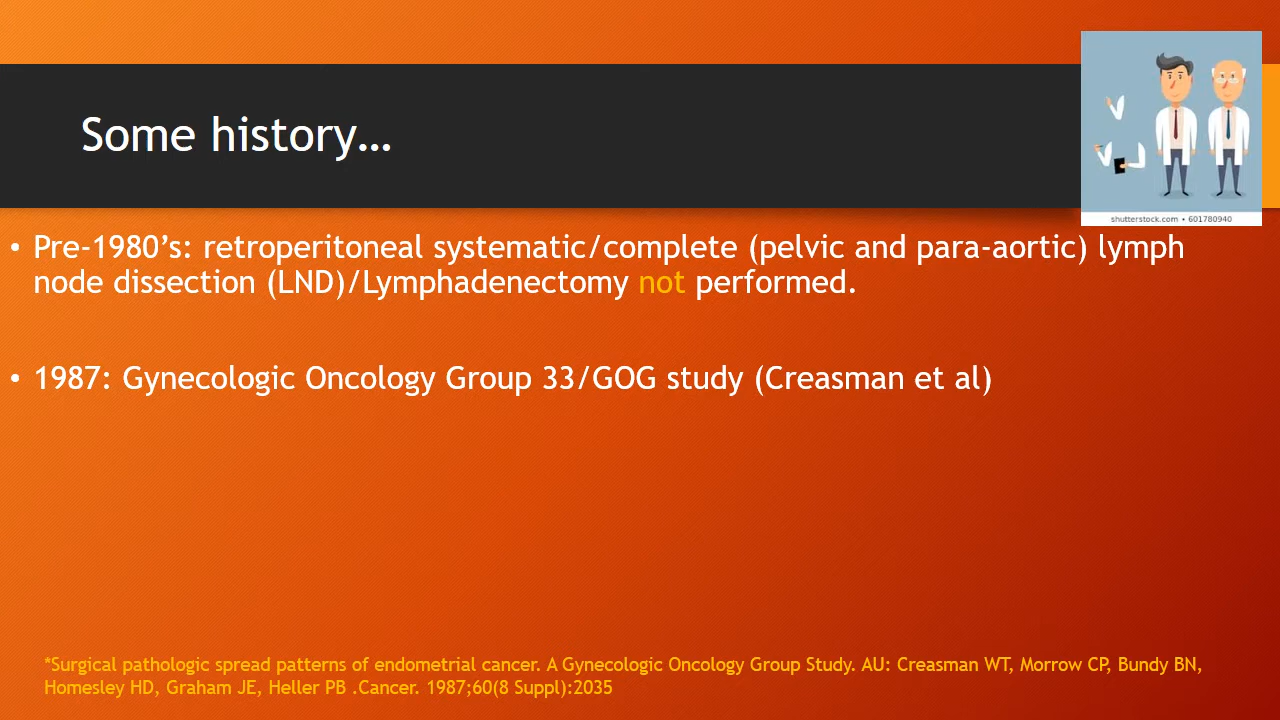 Some history…
shutterstock.com • 601780940
• Pre-1980’s: retroperitoneal systematic/complete (pelvic and para-aortic) lymph
node dissection (LND)/Lymphadenectomy not performed.
• 1987: Gynecologic Oncology Group 33/GOG study (Creasman et al)
*Surgical pathologic spread patterns of endometrial cancer. A Gynecologic Oncology Group Study. AU: Creasman WT, Morrow CP, Bundy BN,
Homesley HD, Graham JE, Heller PB .Cancer. 1987;60(8 Suppl):2035